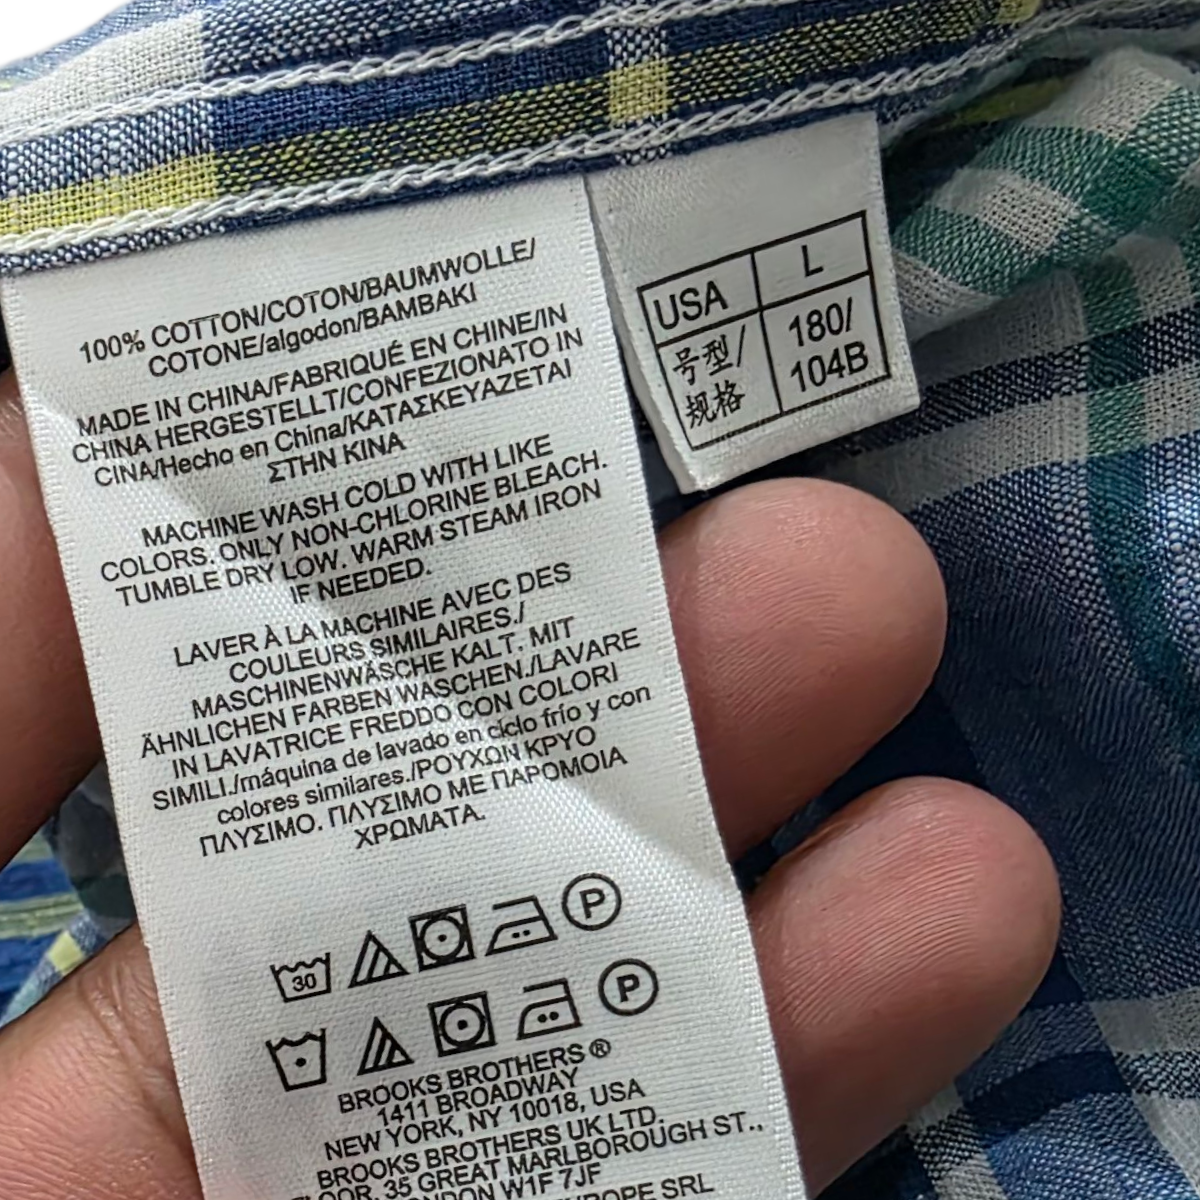 100% COTTON/COTON/BAUMWOLLE/
COTONE/algodon/BAMBAKI
MADE IN CHINA/FABRIQUÉ EN CHINE/IN
CHINA HERGESTELLT/CONFEZIONATO IN
CINA/Hecho en China/ΚΑΤΑΣΚΕΥΑΖΕΤΑΙ
ΣΤΗΝ ΚΙΝΑ
MACHINE WASH COLD WITH LIKE
COLORS. ONLY NON-CHLORINE BLEACH.
TUMBLE DRY LOW. WARM STEAM IRON
IF NEEDED.
LAVER À LA MACHINE AVEC DES
COULEURS SIMILAIRES./
MASCHINENWÄSCHE KALT. MIT
ÄHNLICHEN FARBEN WASCHEN./LAVARE
IN LAVATRICE FREDDO CON COLORI
SIMILI./máquina de lavado en ciclo frío y con
colores similares./ΡΟΥΧΩΝ ΚΡΥΟ
ΠΛΥΣΙΜΟ. ΠΛΥΣΙΜΟ ΜΕ ΠΑΡΟΜΟΙΑ
ΧΡΩΜΑΤΑ.
30 P
P
BROOKS BROTHERS ®
1411 BROADWAY
NEW YORK, NY 10018, USA
BROOKS BROTHERS UK LTD.
35 GREAT MARLBOROUGH ST.,
W1F 7JF
SRL
USA L
号型/ 180/
规格 104B